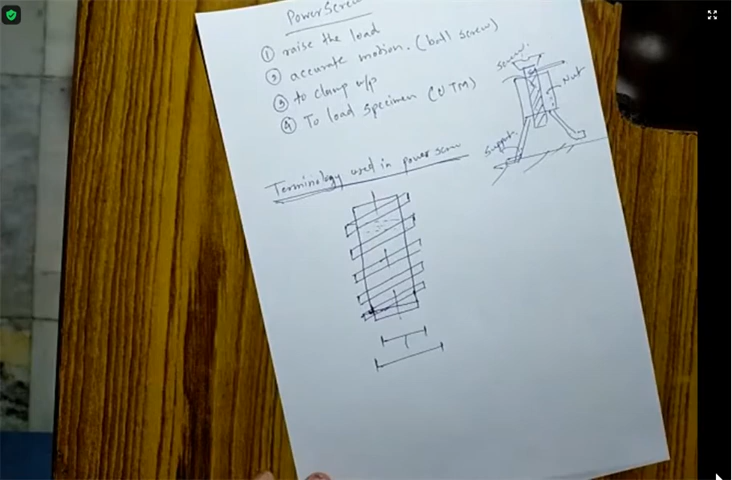 Power Screw
① raise the load
② accurate motion. (ball screw)
③ to clamp w/p
④ To load specimen (UTM)
screw.
Nut
Support.
Terminology used in power screw